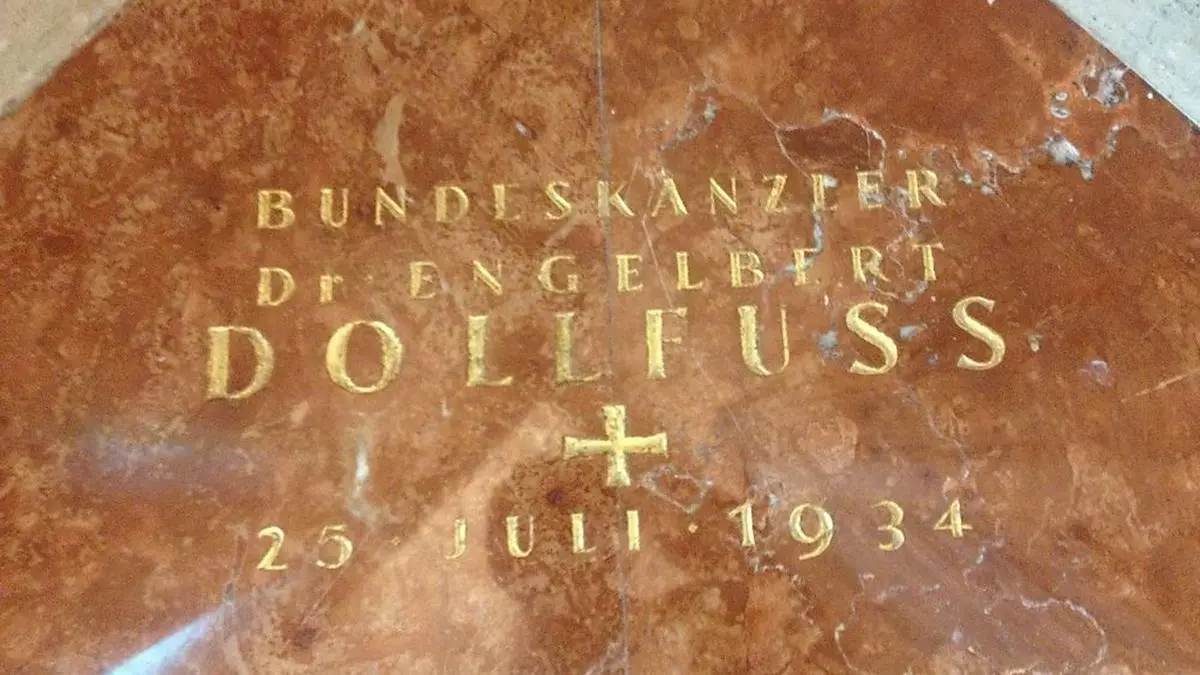 BUNDESKANZLER
Dr ENGELBERT
DOLLFUSS
25 · JULI · 1934